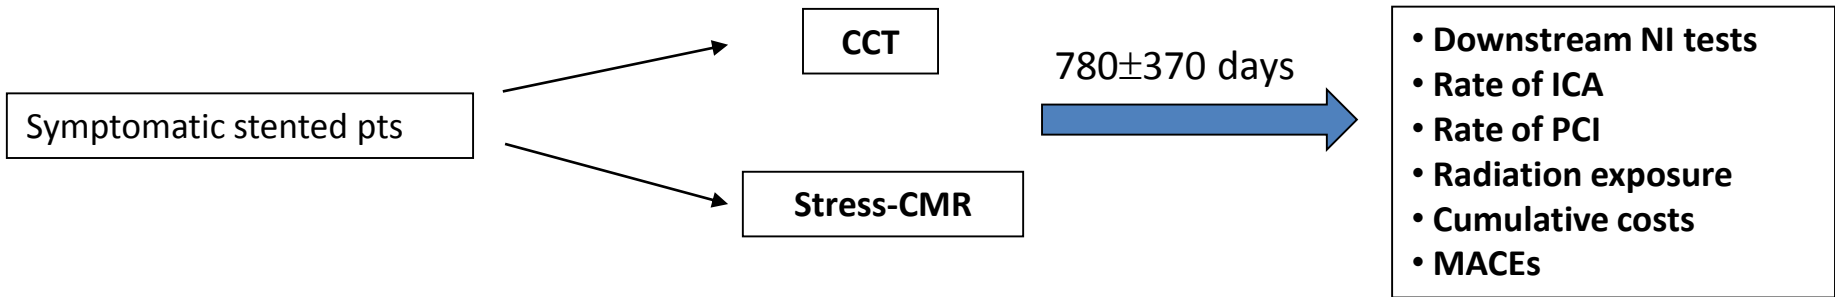 Symptomatic stented pts
CCT
Stress-CMR
780±370 days
• Downstream NI tests
• Rate of ICA
• Rate of PCI
• Radiation exposure
• Cumulative costs
• MACEs